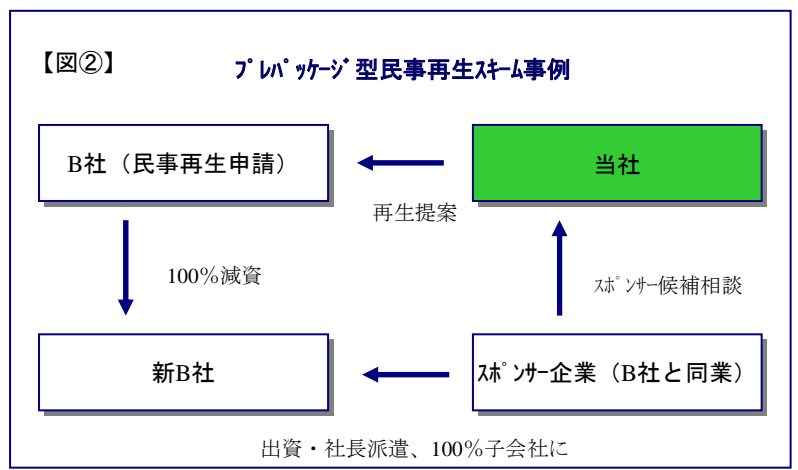 【図②】
ﾌﾟﾚﾊﾟｯｹｰｼﾞ型民事再生ｽｷｰﾑ事例
B社（民事再生申請）
当社
再生提案
100％減資
ｽﾎﾟﾝｻｰ候補相談
新B社
ｽﾎﾟﾝｻｰ企業（B社と同業）
出資・社長派遣、100％子会社に